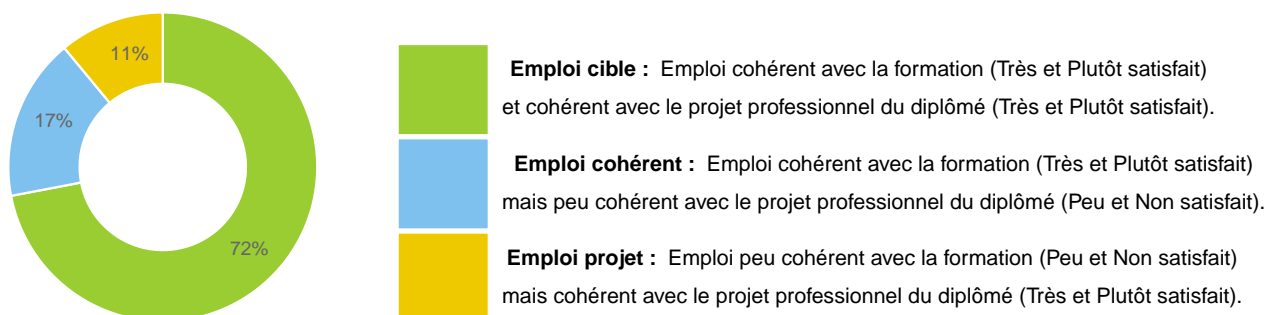 11%
17%
72%
Emploi cible : Emploi cohérent avec la formation (Très et Plutôt satisfait)
et cohérent avec le projet professionnel du diplômé (Très et Plutôt satisfait).
Emploi cohérent : Emploi cohérent avec la formation (Très et Plutôt satisfait)
mais peu cohérent avec le projet professionnel du diplômé (Peu et Non satisfait).
Emploi projet : Emploi peu cohérent avec la formation (Peu et Non satisfait)
mais cohérent avec le projet professionnel du diplômé (Très et Plutôt satisfait).